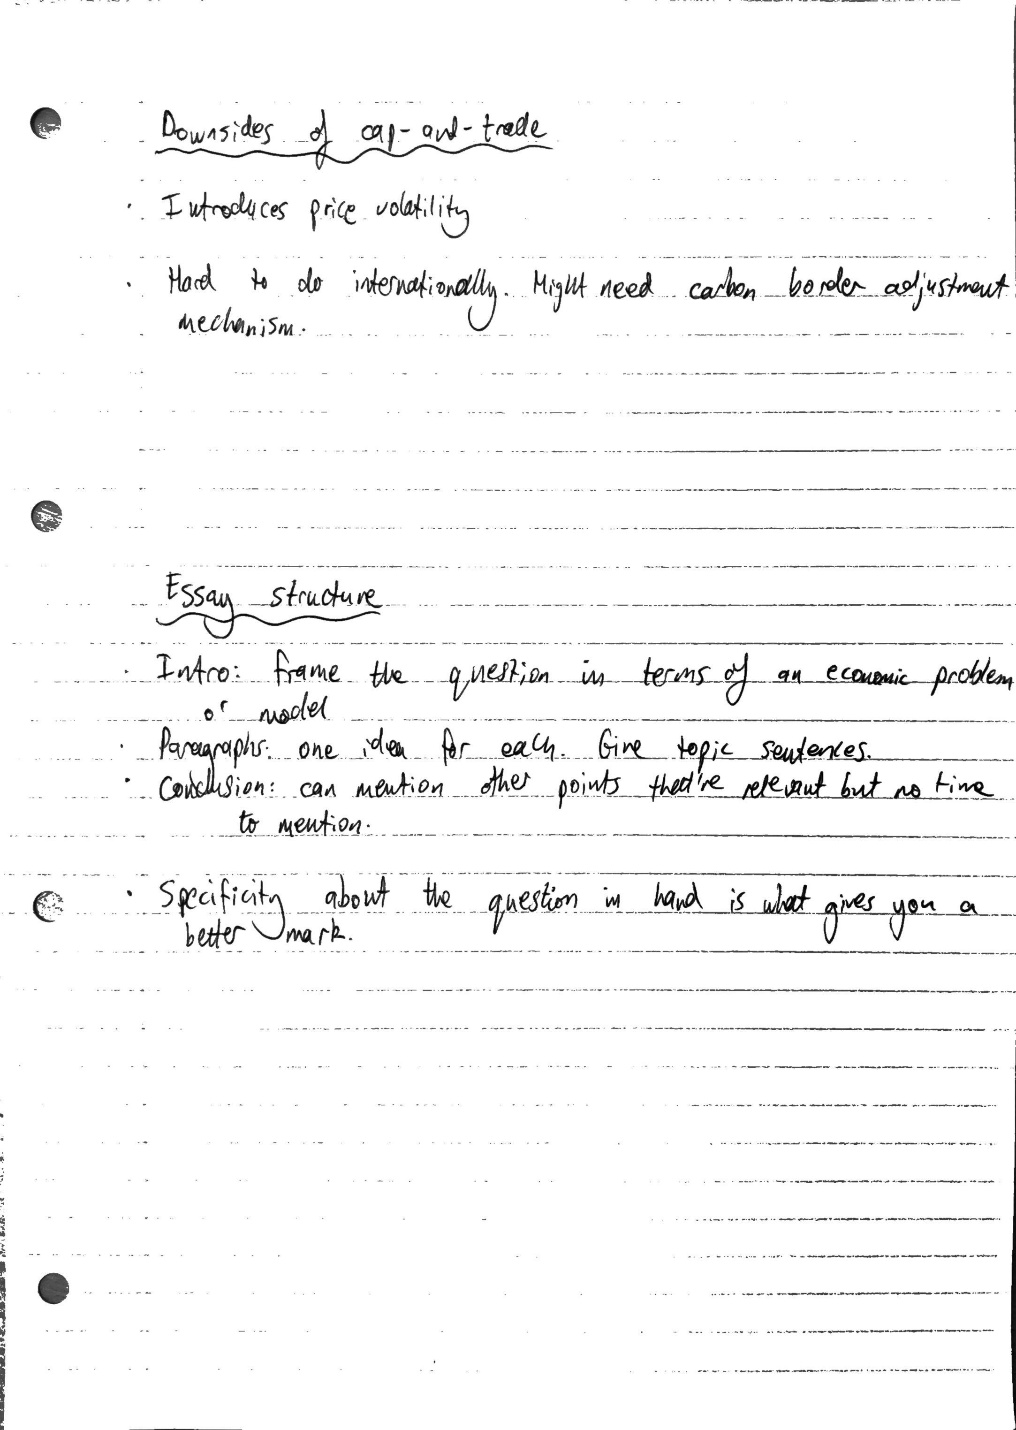 Downsides of cap-and-trade
· Introduces price volatility
· Hard to do internationally. Might need carbon border adjustment
mechanism.
Essay structure
· Intro: frame the question in terms of an economic problem
or model
· Paragraphs: one idea for each. Give topic sentences.
· Conclusion: can mention other points that're relevant but no time
to mention.
· Specificity about the question in hand is what gives you a
better mark.